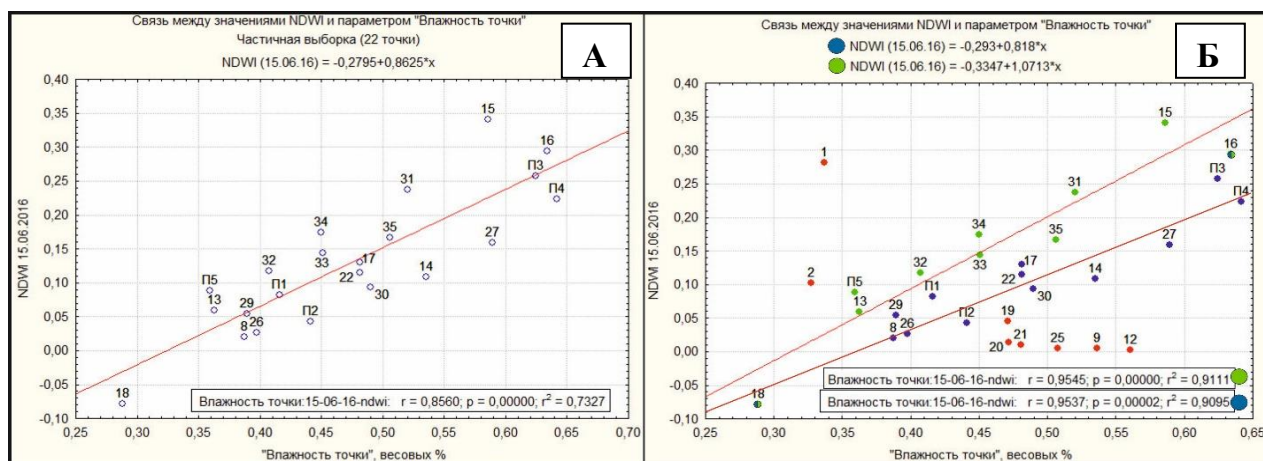 Связь между значениями NDWI и параметром "Влажность точки"
Частичная выборка (22 точки)
NDWI (15.06.16) = -0,2795+0,8625*x
А
0,40
0,35
0,30
0,25
0,20
0,15
0,10
0,05
0,00
-0,05
-0,10
NDWI 15.06.2016
15
16
П3
П4
31
34
35
27
33
17
32
22
14
П5
П1
30
13
29
П2
8
26
18
Влажность точки:15-06-16-ndwi: r = 0,8560; p = 0,00000; r² = 0,7327
0,25 0,30 0,35 0,40 0,45 0,50 0,55 0,60 0,65 0,70
"Влажность точки", весовых %
Связь между значениями NDWI и параметром "Влажность точки"
NDWI (15.06.16) = -0,293+0,818*x
NDWI (15.06.16) = -0,3347+1,0713*x
Б
0,40
0,35
0,30
0,25
0,20
0,15
0,10
0,05
0,00
-0,05
-0,10
NDWI 15.06.2016
15
1
16
П3
П4
31
34
35
27
33
32
17
2
22
14
П5
П1
30
13
29
П2
19
8
26
20
21
25
9
12
18
Влажность точки:15-06-16-ndwi: r = 0,9545; p = 0,00000; r² = 0,9111
Влажность точки:15-06-16-ndwi: r = 0,9537; p = 0,00002; r² = 0,9095
0,25 0,30 0,35 0,40 0,45 0,50 0,55 0,60 0,65
"Влажность точки", весовых %